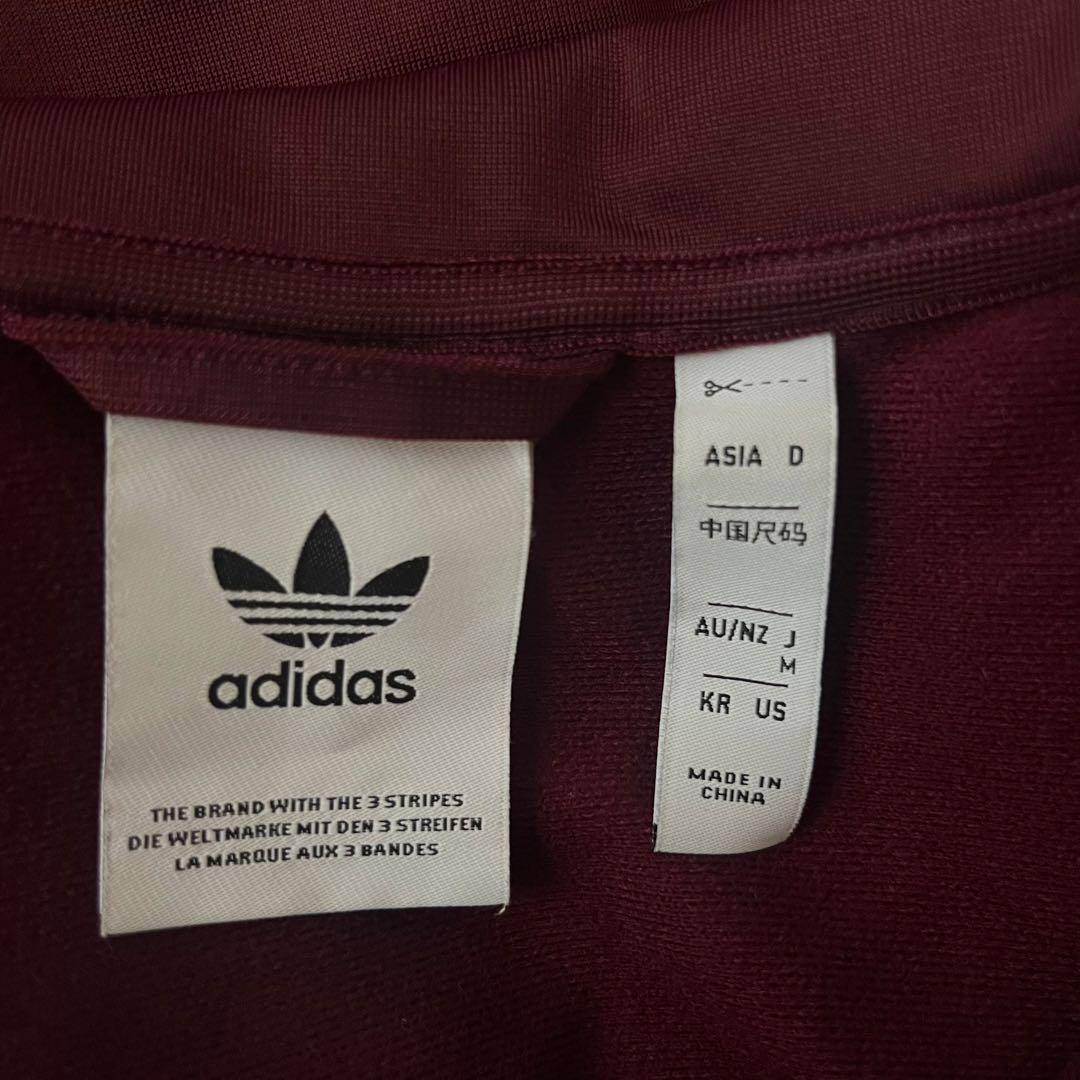 adidas
THE BRAND WITH THE 3 STRIPES
DIE WELTMARKE MIT DEN 3 STREIFEN
LA MARQUE AUX 3 BANDES
ASIA D
中国尺码
AU/NZ J
M
KR US
MADE IN
CHINA